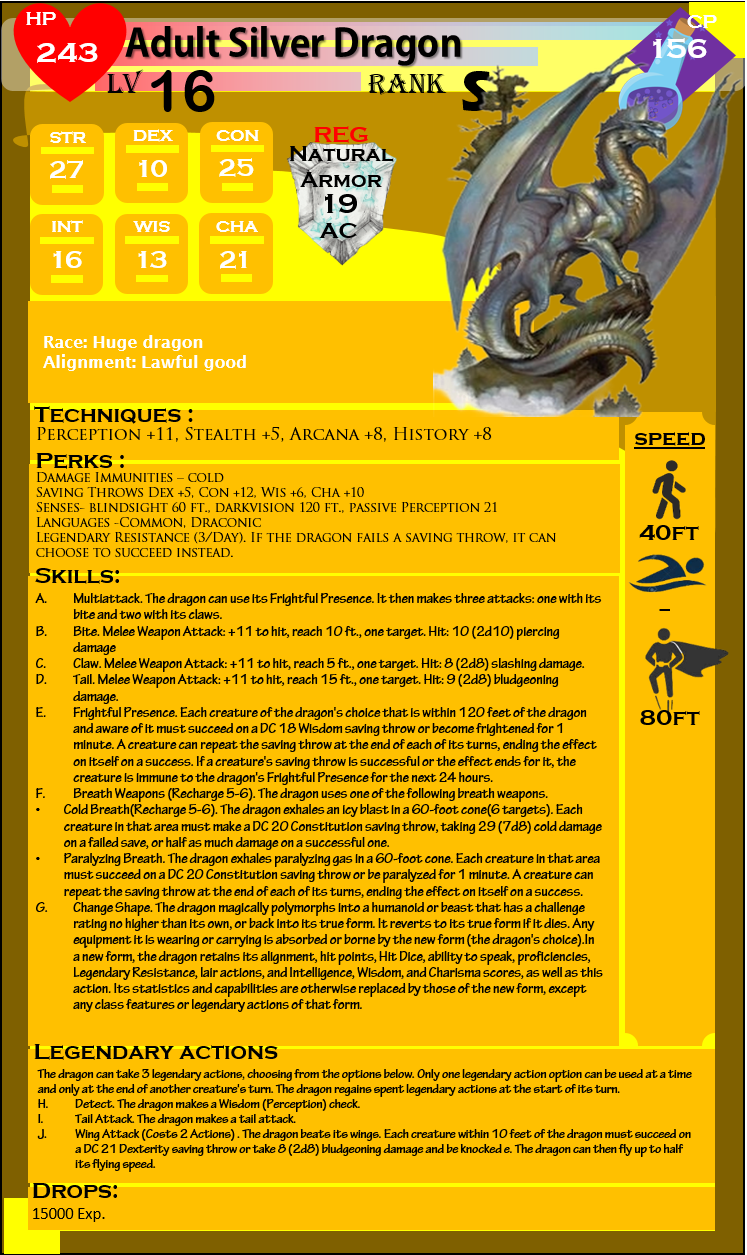 HP
243
Adult Silver Dragon
CP
156
LV 16
RANK S
STR
27
DEX
10
CON
25
INT
16
WIS
13
CHA
21
REG
Natural
Armor
19
AC
Race: Huge dragon
Alignment: Lawful good
Techniques :
Perception +11, Stealth +5, Arcana +8, History +8
Perks :
Damage Immunities – cold
Saving Throws Dex +5, Con +12, Wis +6, Cha +10
Senses- blindsight 60 ft., darkvision 120 ft., passive Perception 21
Languages -Common, Draconic
Legendary Resistance (3/Day). If the dragon fails a saving throw, it can
choose to succeed instead.
Skills:
A. Multiattack. The dragon can use its Frightful Presence. It then makes three attacks: one with its
bite and two with its claws.
B. Bite. Melee Weapon Attack: +11 to hit, reach 10 ft., one target. Hit: 10 (2d10) piercing
damage
C. Claw. Melee Weapon Attack: +11 to hit, reach 5 ft., one target. Hit: 8 (2d8) slashing damage.
D. Tail. Melee Weapon Attack: +11 to hit, reach 15 ft., one target. Hit: 9 (2d8) bludgeoning
damage.
E. Frightful Presence. Each creature of the dragon's choice that is within 120 feet of the dragon
and aware of it must succeed on a DC 18 Wisdom saving throw or become frightened for 1
minute. A creature can repeat the saving throw at the end of each of its turns, ending the effect
on itself on a success. If a creature's saving throw is successful or the effect ends for it, the
creature is immune to the dragon's Frightful Presence for the next 24 hours.
F. Breath Weapons (Recharge 5-6). The dragon uses one of the following breath weapons.
• Cold Breath(Recharge 5-6). The dragon exhales an icy blast in a 60-foot cone(6 targets). Each
creature in that area must make a DC 20 Constitution saving throw, taking 29 (7d8) cold damage
on a failed save, or half as much damage on a successful one.
• Paralyzing Breath. The dragon exhales paralyzing gas in a 60-foot cone. Each creature in that area
must succeed on a DC 20 Constitution saving throw or be paralyzed for 1 minute. A creature can
repeat the saving throw at the end of each of its turns, ending the effect on itself on a success.
G. Change Shape. The dragon magically polymorphs into a humanoid or beast that has a challenge
rating no higher than its own, or back into its true form. It reverts to its true form if it dies. Any
equipment it is wearing or carrying is absorbed or borne by the new form (the dragon's choice).In
a new form, the dragon retains its alignment, hit points, Hit Dice, ability to speak, proficiencies,
Legendary Resistance, lair actions, and Intelligence, Wisdom, and Charisma scores, as well as this
action. Its statistics and capabilities are otherwise replaced by those of the new form, except
any class features or legendary actions of that form.
SPEED
40FT
–
80FT
Legendary actions
The dragon can take 3 legendary actions, choosing from the options below. Only one legendary action option can be used at a time
and only at the end of another creature's turn. The dragon regains spent legendary actions at the start of its turn.
H. Detect. The dragon makes a Wisdom (Perception) check.
I. Tail Attack. The dragon makes a tail attack.
J. Wing Attack (Costs 2 Actions) . The dragon beats its wings. Each creature within 10 feet of the dragon must succeed on
a DC 21 Dexterity saving throw or take 8 (2d8) bludgeoning damage and be knocked e. The dragon can then fly up to half
its flying speed.
Drops:
15000 Exp.